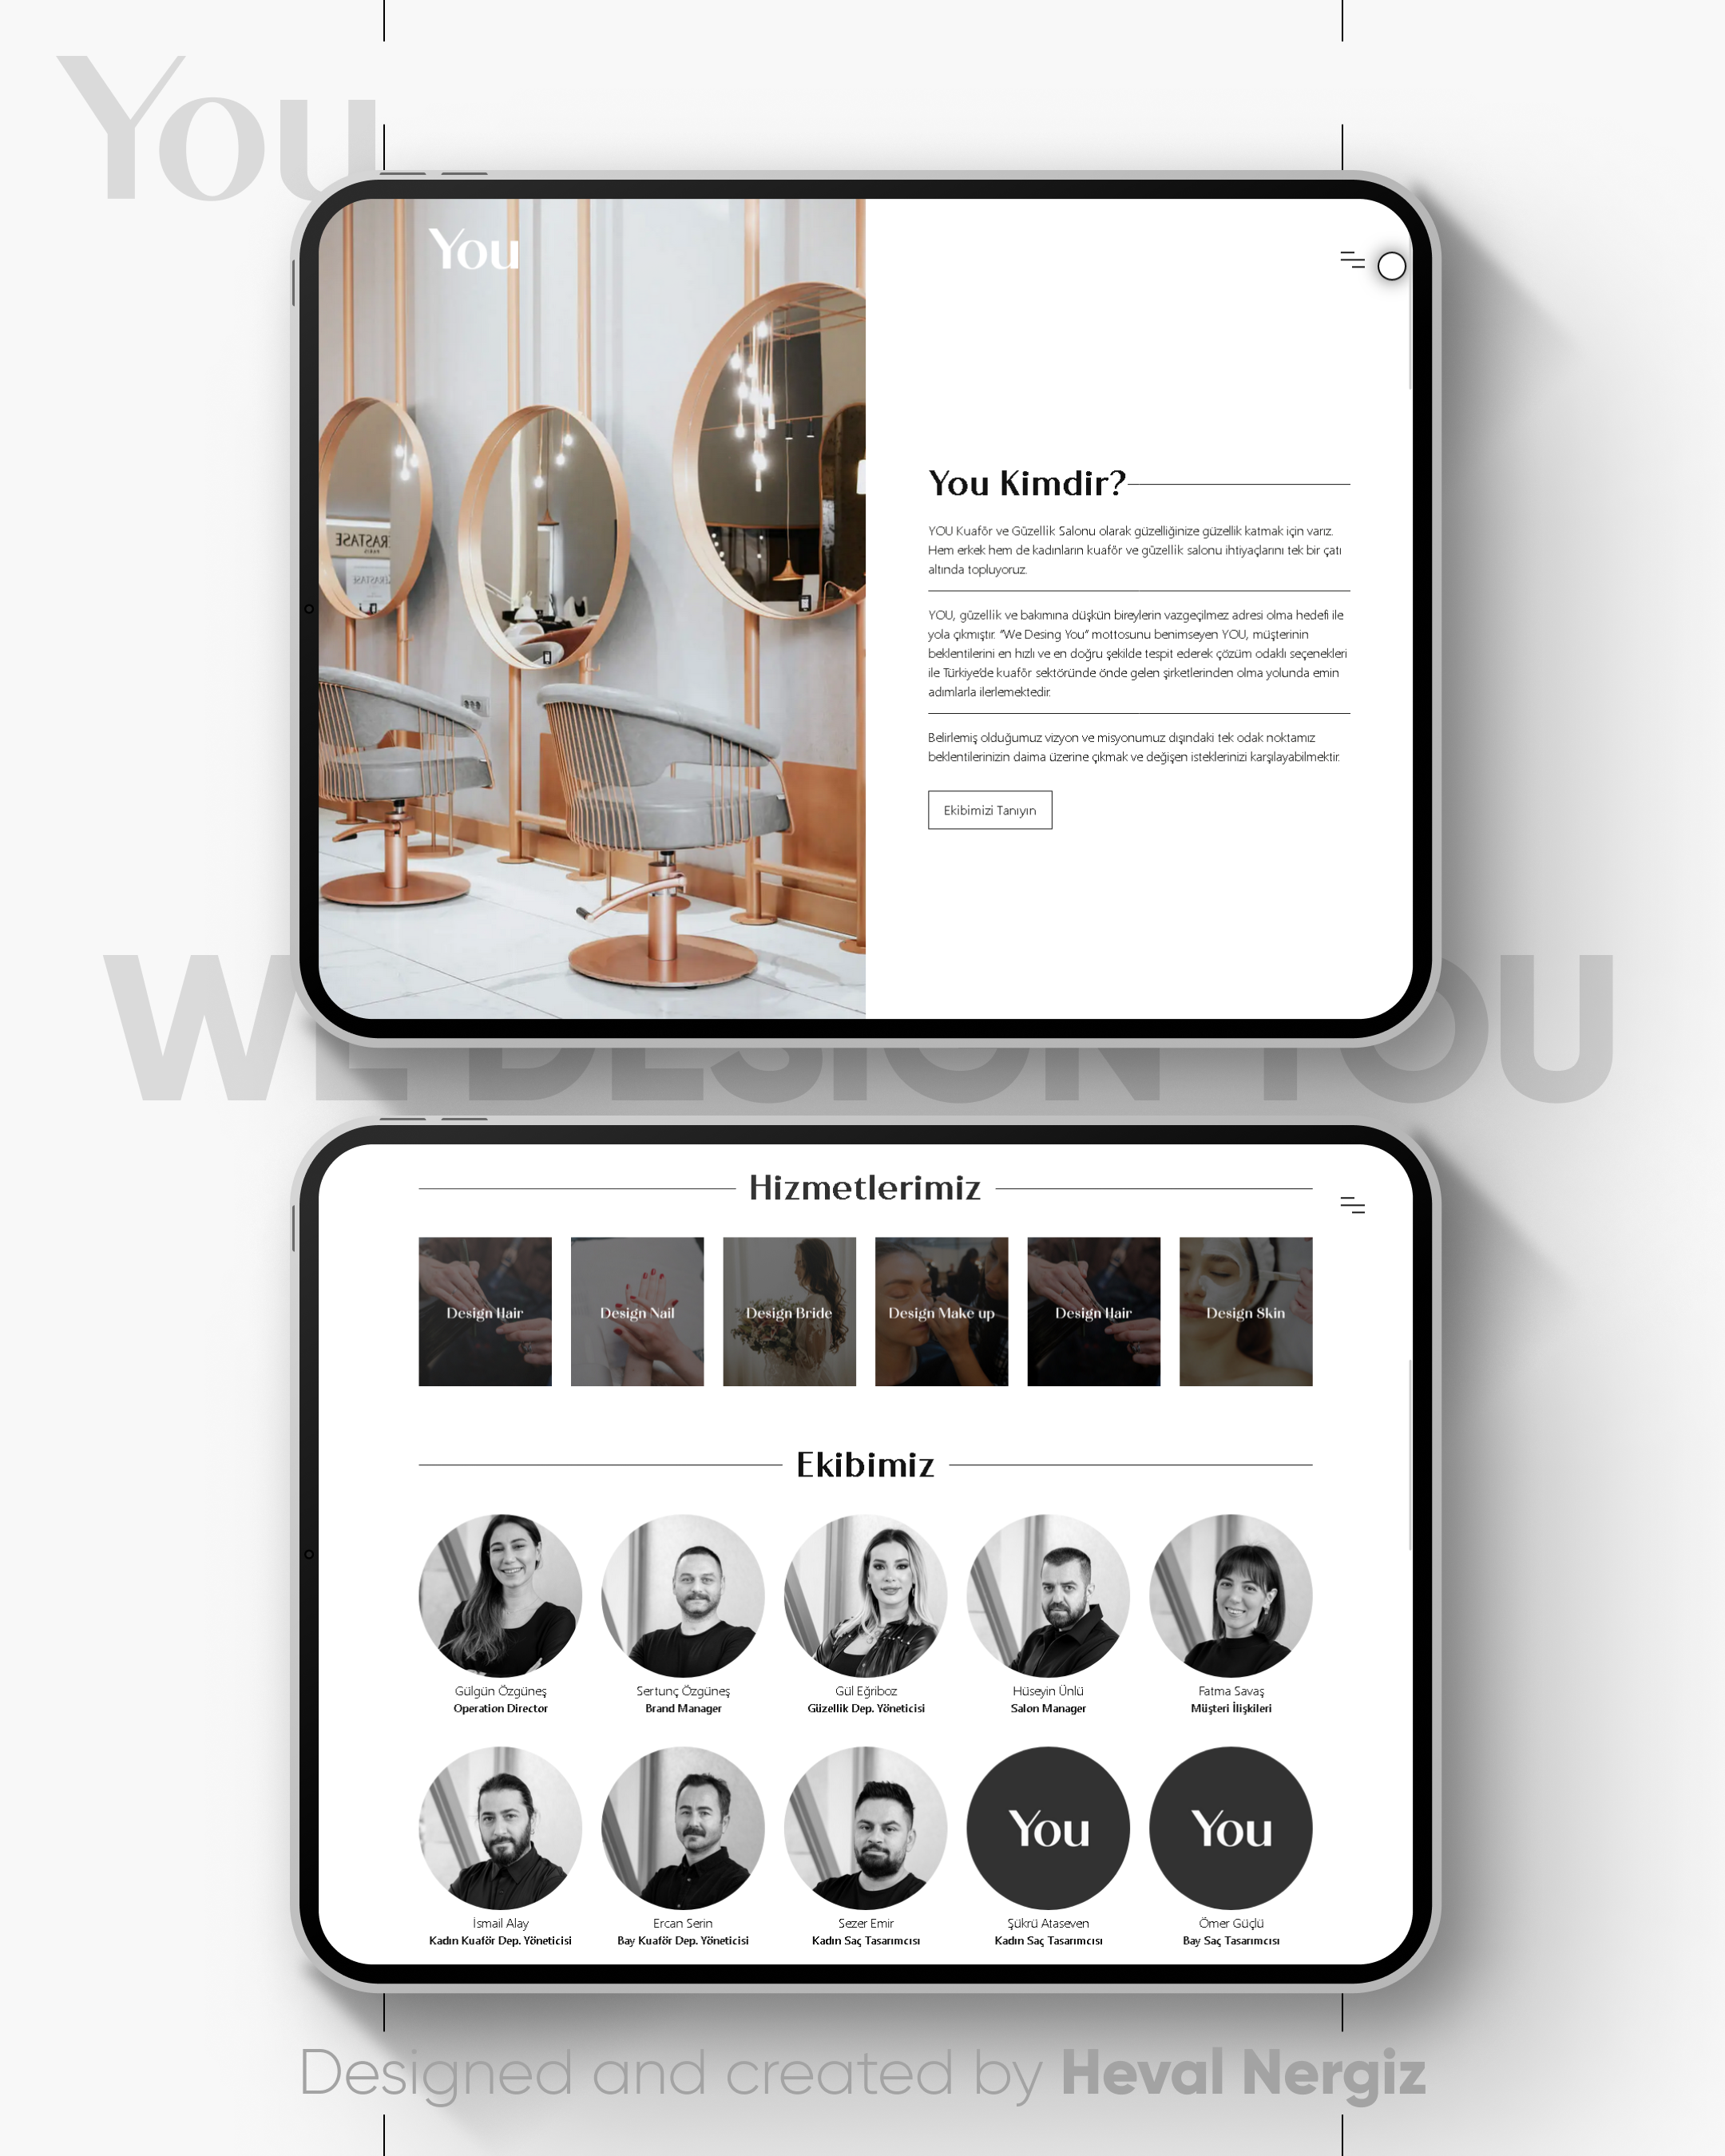 You
You
You Kimdir?
YOU Kuaför ve Güzellik Salonu olarak güzelliğinize güzellik katmak için varız.
Hem erkek hem de kadınların kuaför ve güzellik salonu ihtiyaçlarını tek bir çatı
altında topluyoruz.
YOU, güzellik ve bakımına düşkün bireylerin vazgeçilmez adresi olma hedefi ile
yola çıkmıştır. "We Desing You" mottosunu benimseyen YOU, müşterinin
beklentilerini en hızlı ve en doğru şekilde tespit ederek çözüm odaklı seçenekleri
ile Türkiye'de kuaför sektöründe önde gelen şirketlerinden olma yolunda emin
adımlarla ilerlemektedir.
Belirlemiş olduğumuz vizyon ve misyonumuz dışındaki tek odak noktamız
beklentilerinizin daima üzerine çıkmak ve değişen isteklerinizi karşılayabilmektir.
Ekibimizi Tanıyın
WE DESIGN YOU
Hizmetlerimiz
Design Hair Design Nail Design Bride Design Make up Design Hair Design Skin
Ekibimiz
Gülgün Özgüneş Sertunç Özgüneş Gül Eğriboz Hüseyin Ünlü Fatma Savaş
Operation Director Brand Manager Güzellik Dep. Yöneticisi Salon Manager Müşteri İlişkileri
You You
İsmail Alay Ercan Serin Sezer Emir Şükrü Ataseven Ömer Güçlü
Kadın Kuaför Dep. Yöneticisi Bay Kuaför Dep. Yöneticisi Kadın Saç Tasarımcısı Kadın Saç Tasarımcısı Bay Saç Tasarımcısı
Designed and created by Heval Nergiz